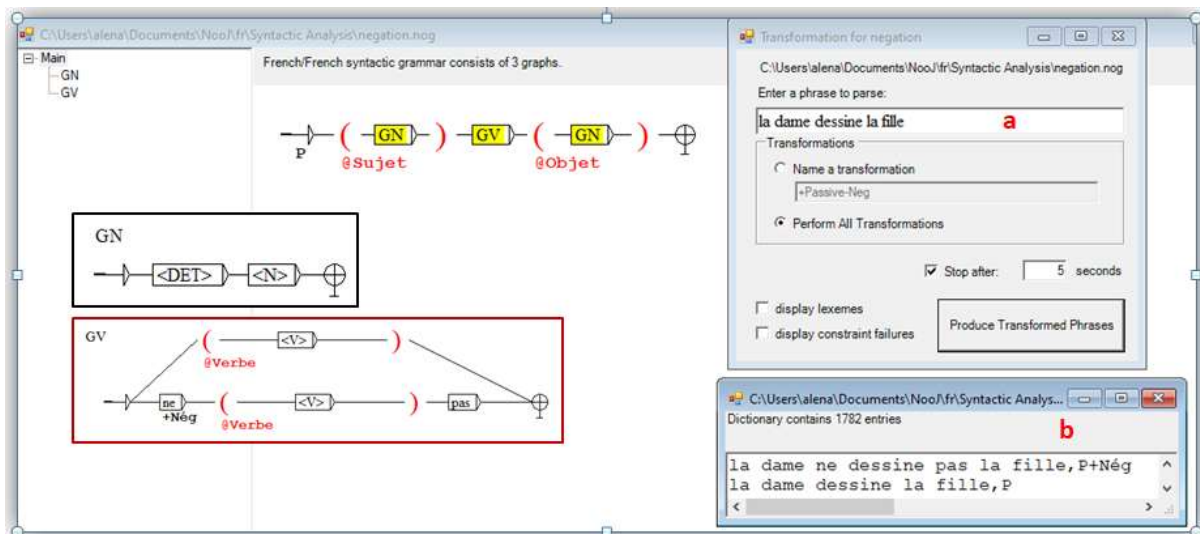 C:\Users\alena\Documents\NooJ\fr\Syntactic Analysis\negation.nog
Main
GN
GV
French/French syntactic grammar consists of 3 graphs.
P ( GN ) GV ( GN )
@Sujet @Objet
GN
<DET> <N>
GV
( <V> )
@Verbe
ne ( <V> ) pas
+Nég @Verbe
Transformation for negation
C:\Users\alena\Documents\NooJ\fr\Syntactic Analysis\negation.nog
Enter a phrase to parse:
la dame dessine la fille a
Transformations
Name a transformation
+Passive-Neg
Perform All Transformations
Stop after: 5 seconds
display lexemes
display constraint failures
Produce Transformed Phrases
C:\Users\alena\Documents\NooJ\fr\Syntactic Analys...
Dictionary contains 1782 entries
b
la dame ne dessine pas la fille,P+Nég
la dame dessine la fille,P